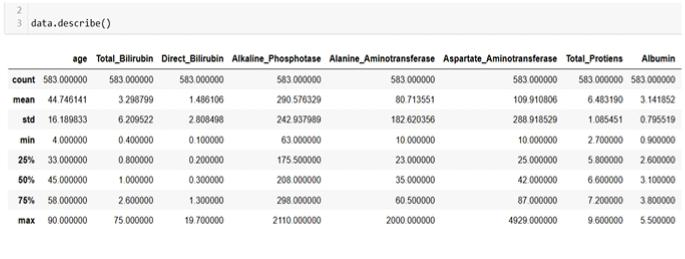 2
3 data.describe()
age Total_Bilirubin Direct_Bilirubin Alkaline_Phosphotase Alanine_Aminotransferase Aspartate_Aminotransferase Total_Protiens Albumin
count 583.000000 583.000000 583.000000 583.000000 583.000000 583.000000 583.000000 583.000000
mean 44.746141 3.298799 1.486106 290.576329 80.713551 109.910806 6.483190 3.141852
std 16.189833 6.209522 2.808498 242.937989 182.620356 288.918529 1.085451 0.795519
min 4.000000 0.400000 0.100000 63.000000 10.000000 10.000000 2.700000 0.900000
25% 33.000000 0.800000 0.200000 175.500000 23.000000 25.000000 5.800000 2.600000
50% 45.000000 1.000000 0.300000 208.000000 35.000000 42.000000 6.600000 3.100000
75% 58.000000 2.600000 1.300000 298.000000 60.500000 87.000000 7.200000 3.800000
max 90.000000 75.000000 19.700000 2110.000000 2000.000000 4929.000000 9.600000 5.500000